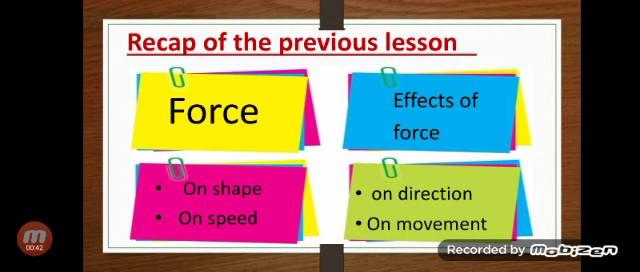 Recap of the previous lesson
Force
Effects of
force
• On shape
• On speed
• on direction
• On movement
00:42
Recorded by mobizen